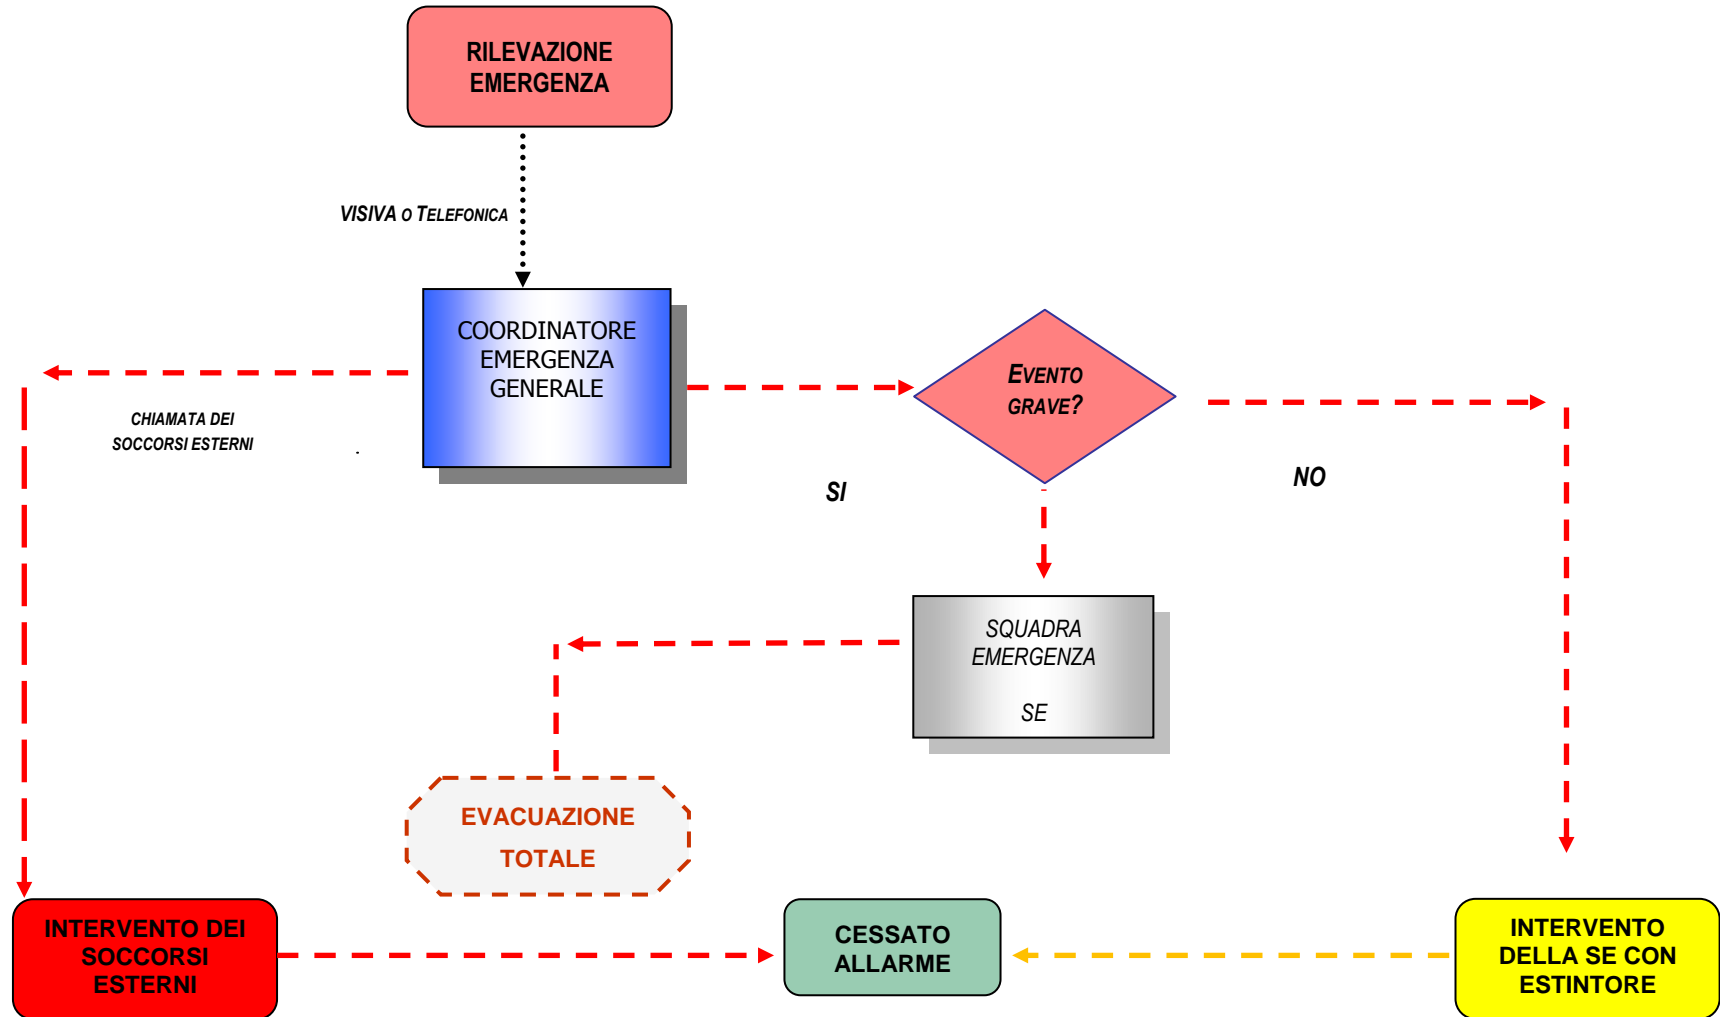 RILEVAZIONE
EMERGENZA
VISIVA O TELEFONICA
COORDINATORE
EMERGENZA
GENERALE
EVENTO
GRAVE?
CHIAMATA DEI
SOCCORSI ESTERNI
.
SI
NO
SQUADRA
EMERGENZA
SE
EVACUAZIONE
TOTALE
INTERVENTO DEI
SOCCORSI
ESTERNI
CESSATO
ALLARME
INTERVENTO
DELLA SE CON
ESTINTORE